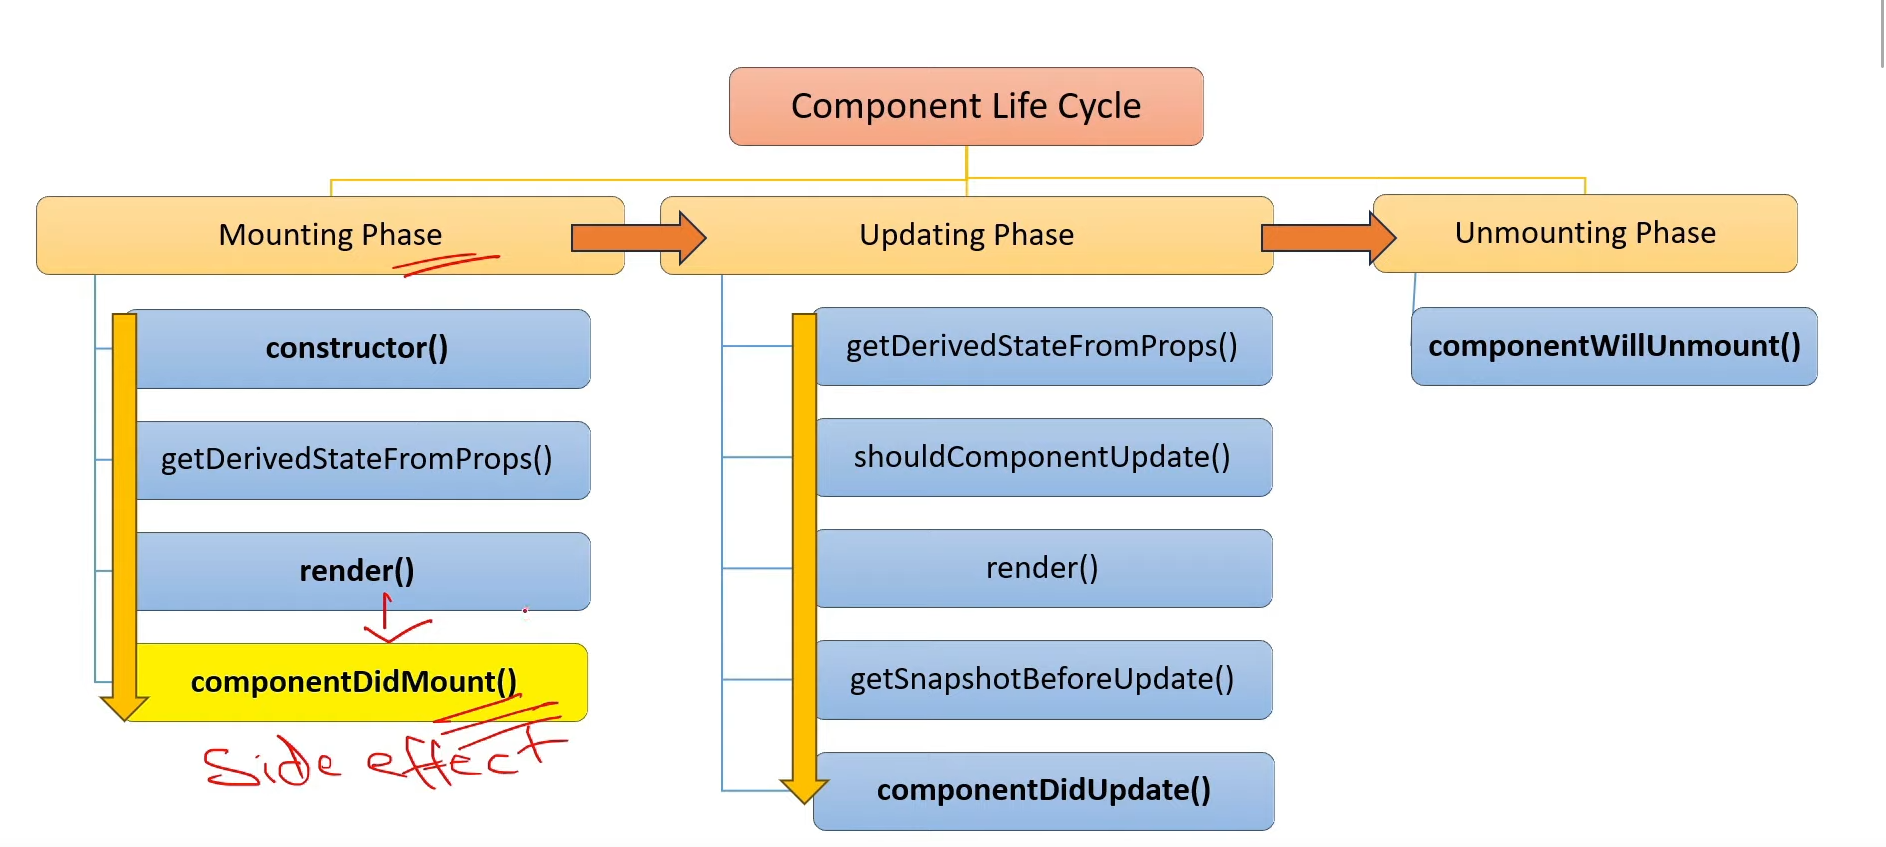 Component Life Cycle
Mounting Phase
Updating Phase
Unmounting Phase
constructor()
getDerivedStateFromProps()
render()
componentDidMount()
Side effect
getDerivedStateFromProps()
shouldComponentUpdate()
render()
getSnapshotBeforeUpdate()
componentDidUpdate()
componentWillUnmount()